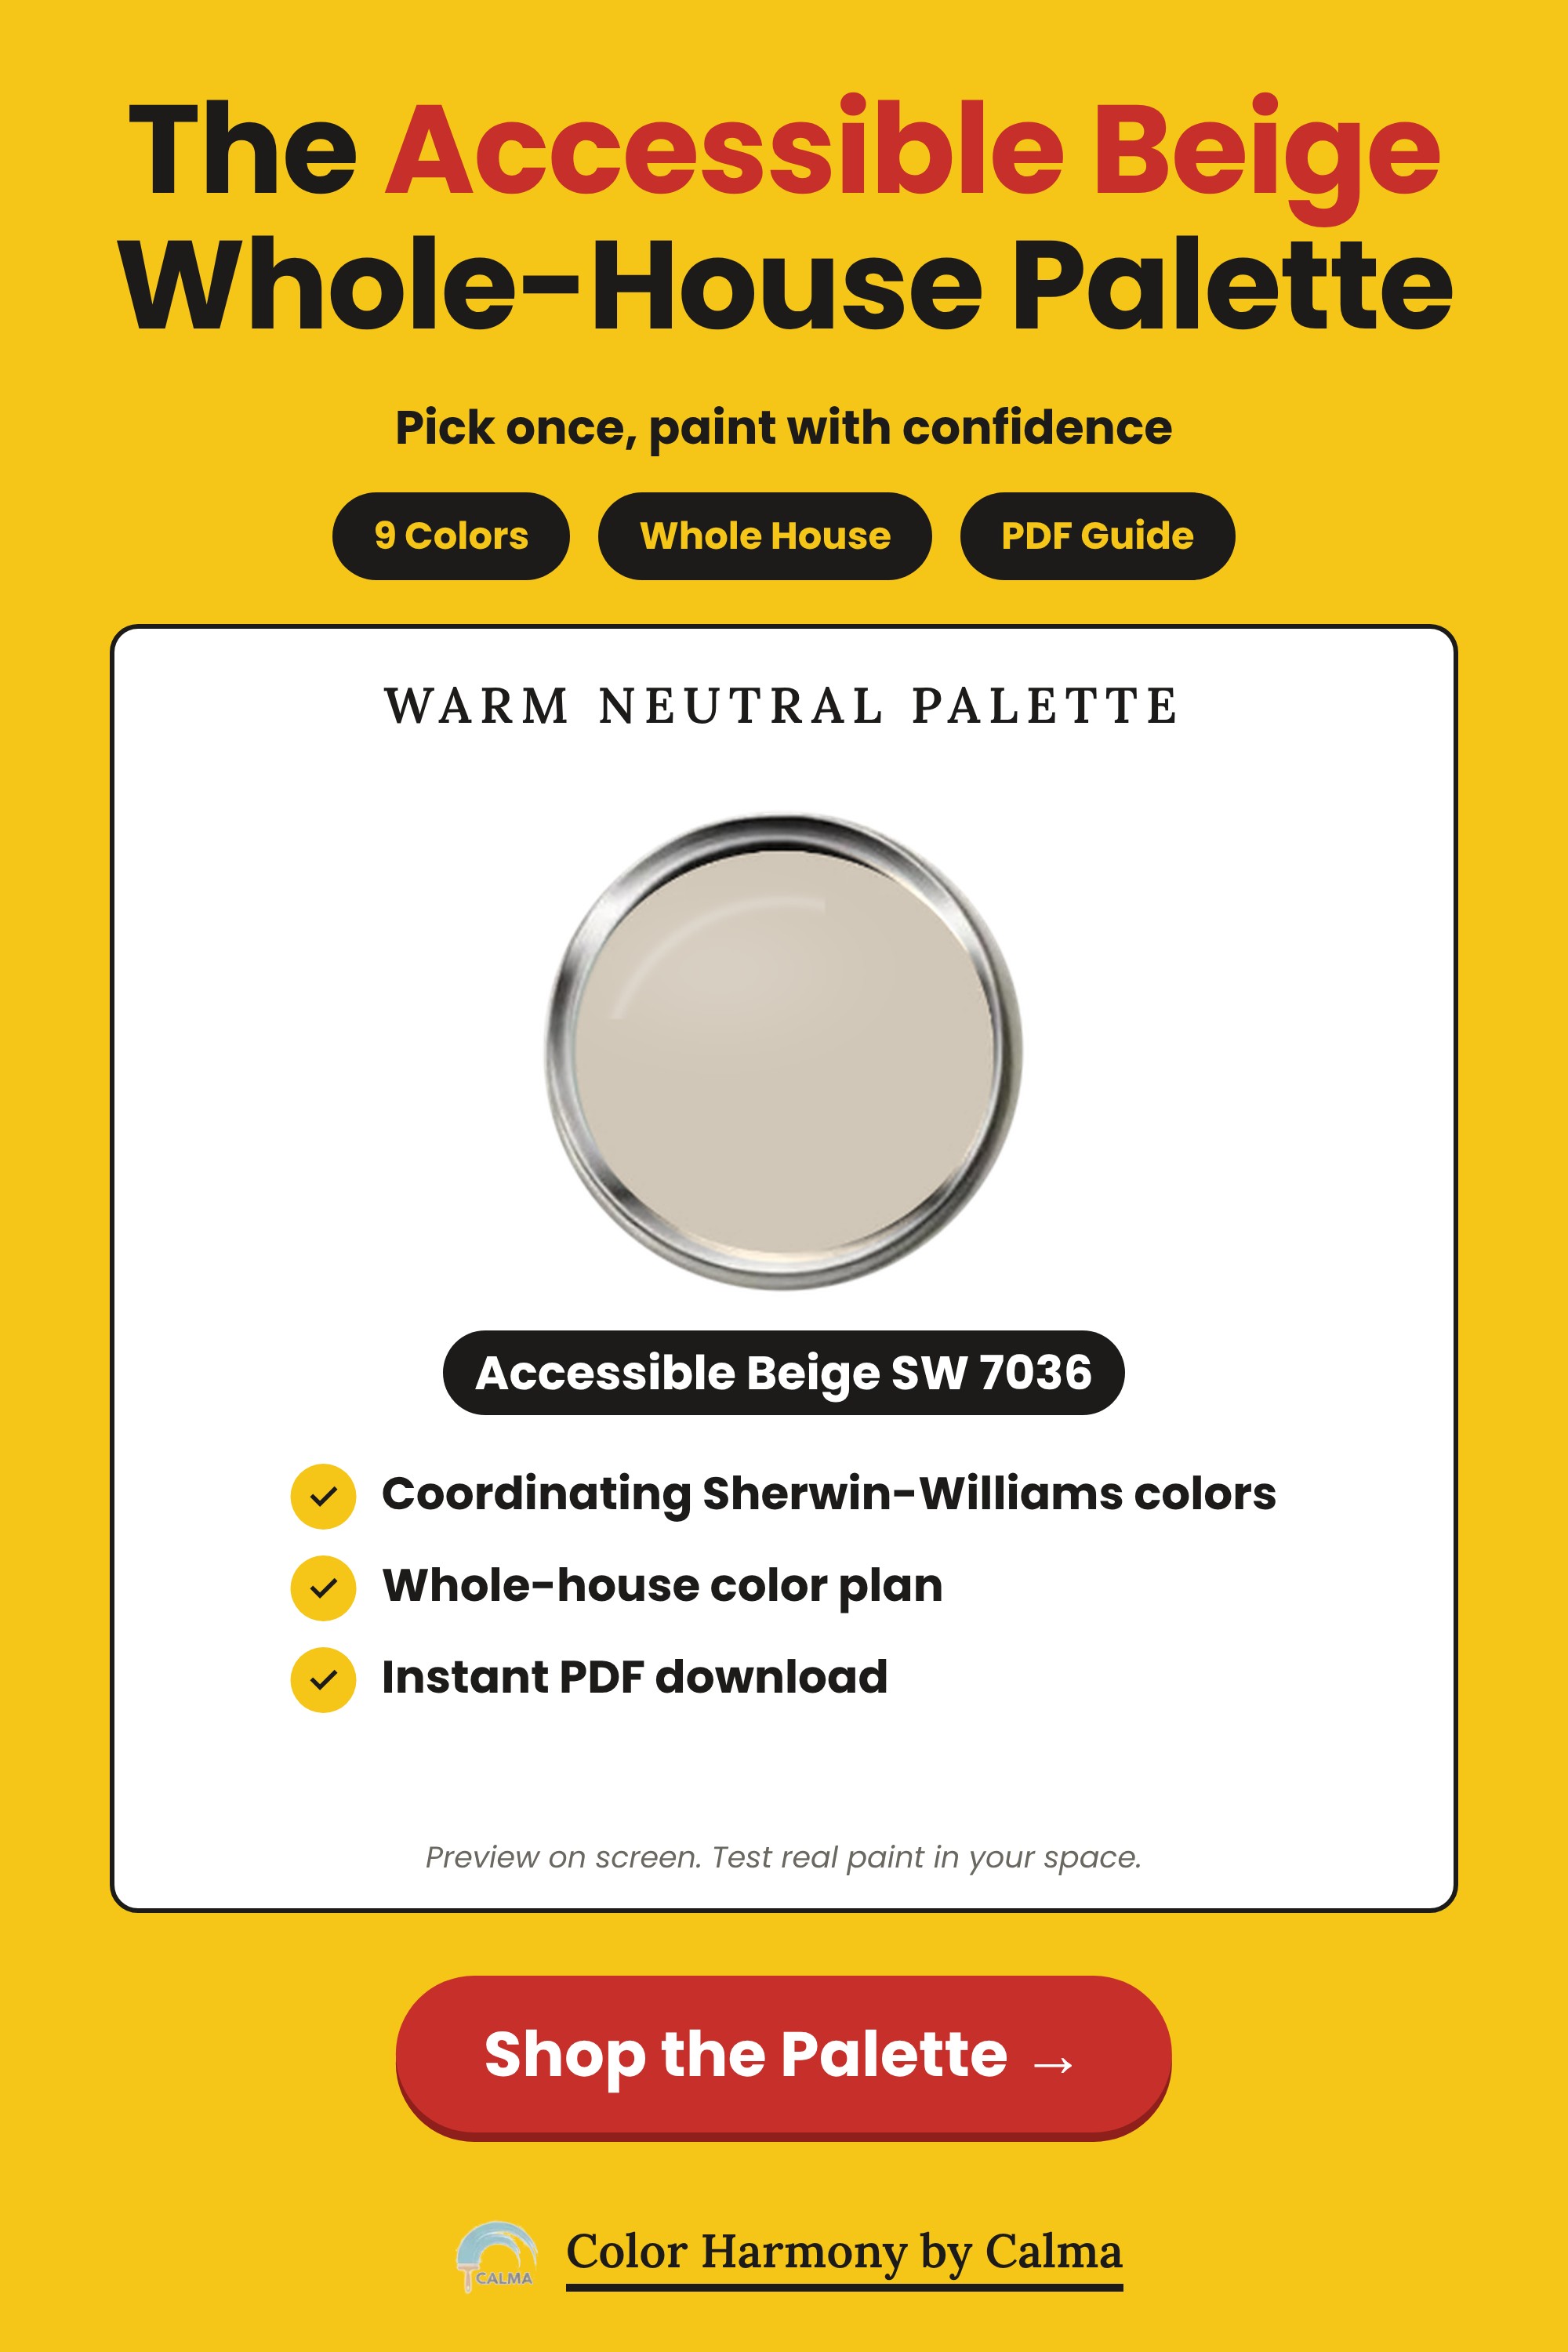 The Accessible Beige
Whole-House Palette
Pick once, paint with confidence
9 Colors
Whole House
PDF Guide
WARM NEUTRAL PALETTE
Accessible Beige SW 7036
Coordinating Sherwin-Williams colors
Whole-house color plan
Instant PDF download
Preview on screen. Test real paint in your space.
Shop the Palette →
CALMA
Color Harmony by Calma